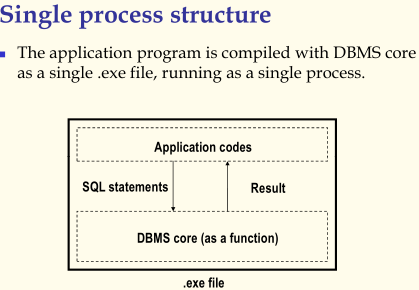 Single process structure
The application program is compiled with DBMS core
as a single .exe file, running as a single process.
Application codes
SQL statements
Result
DBMS core (as a function)
.exe file